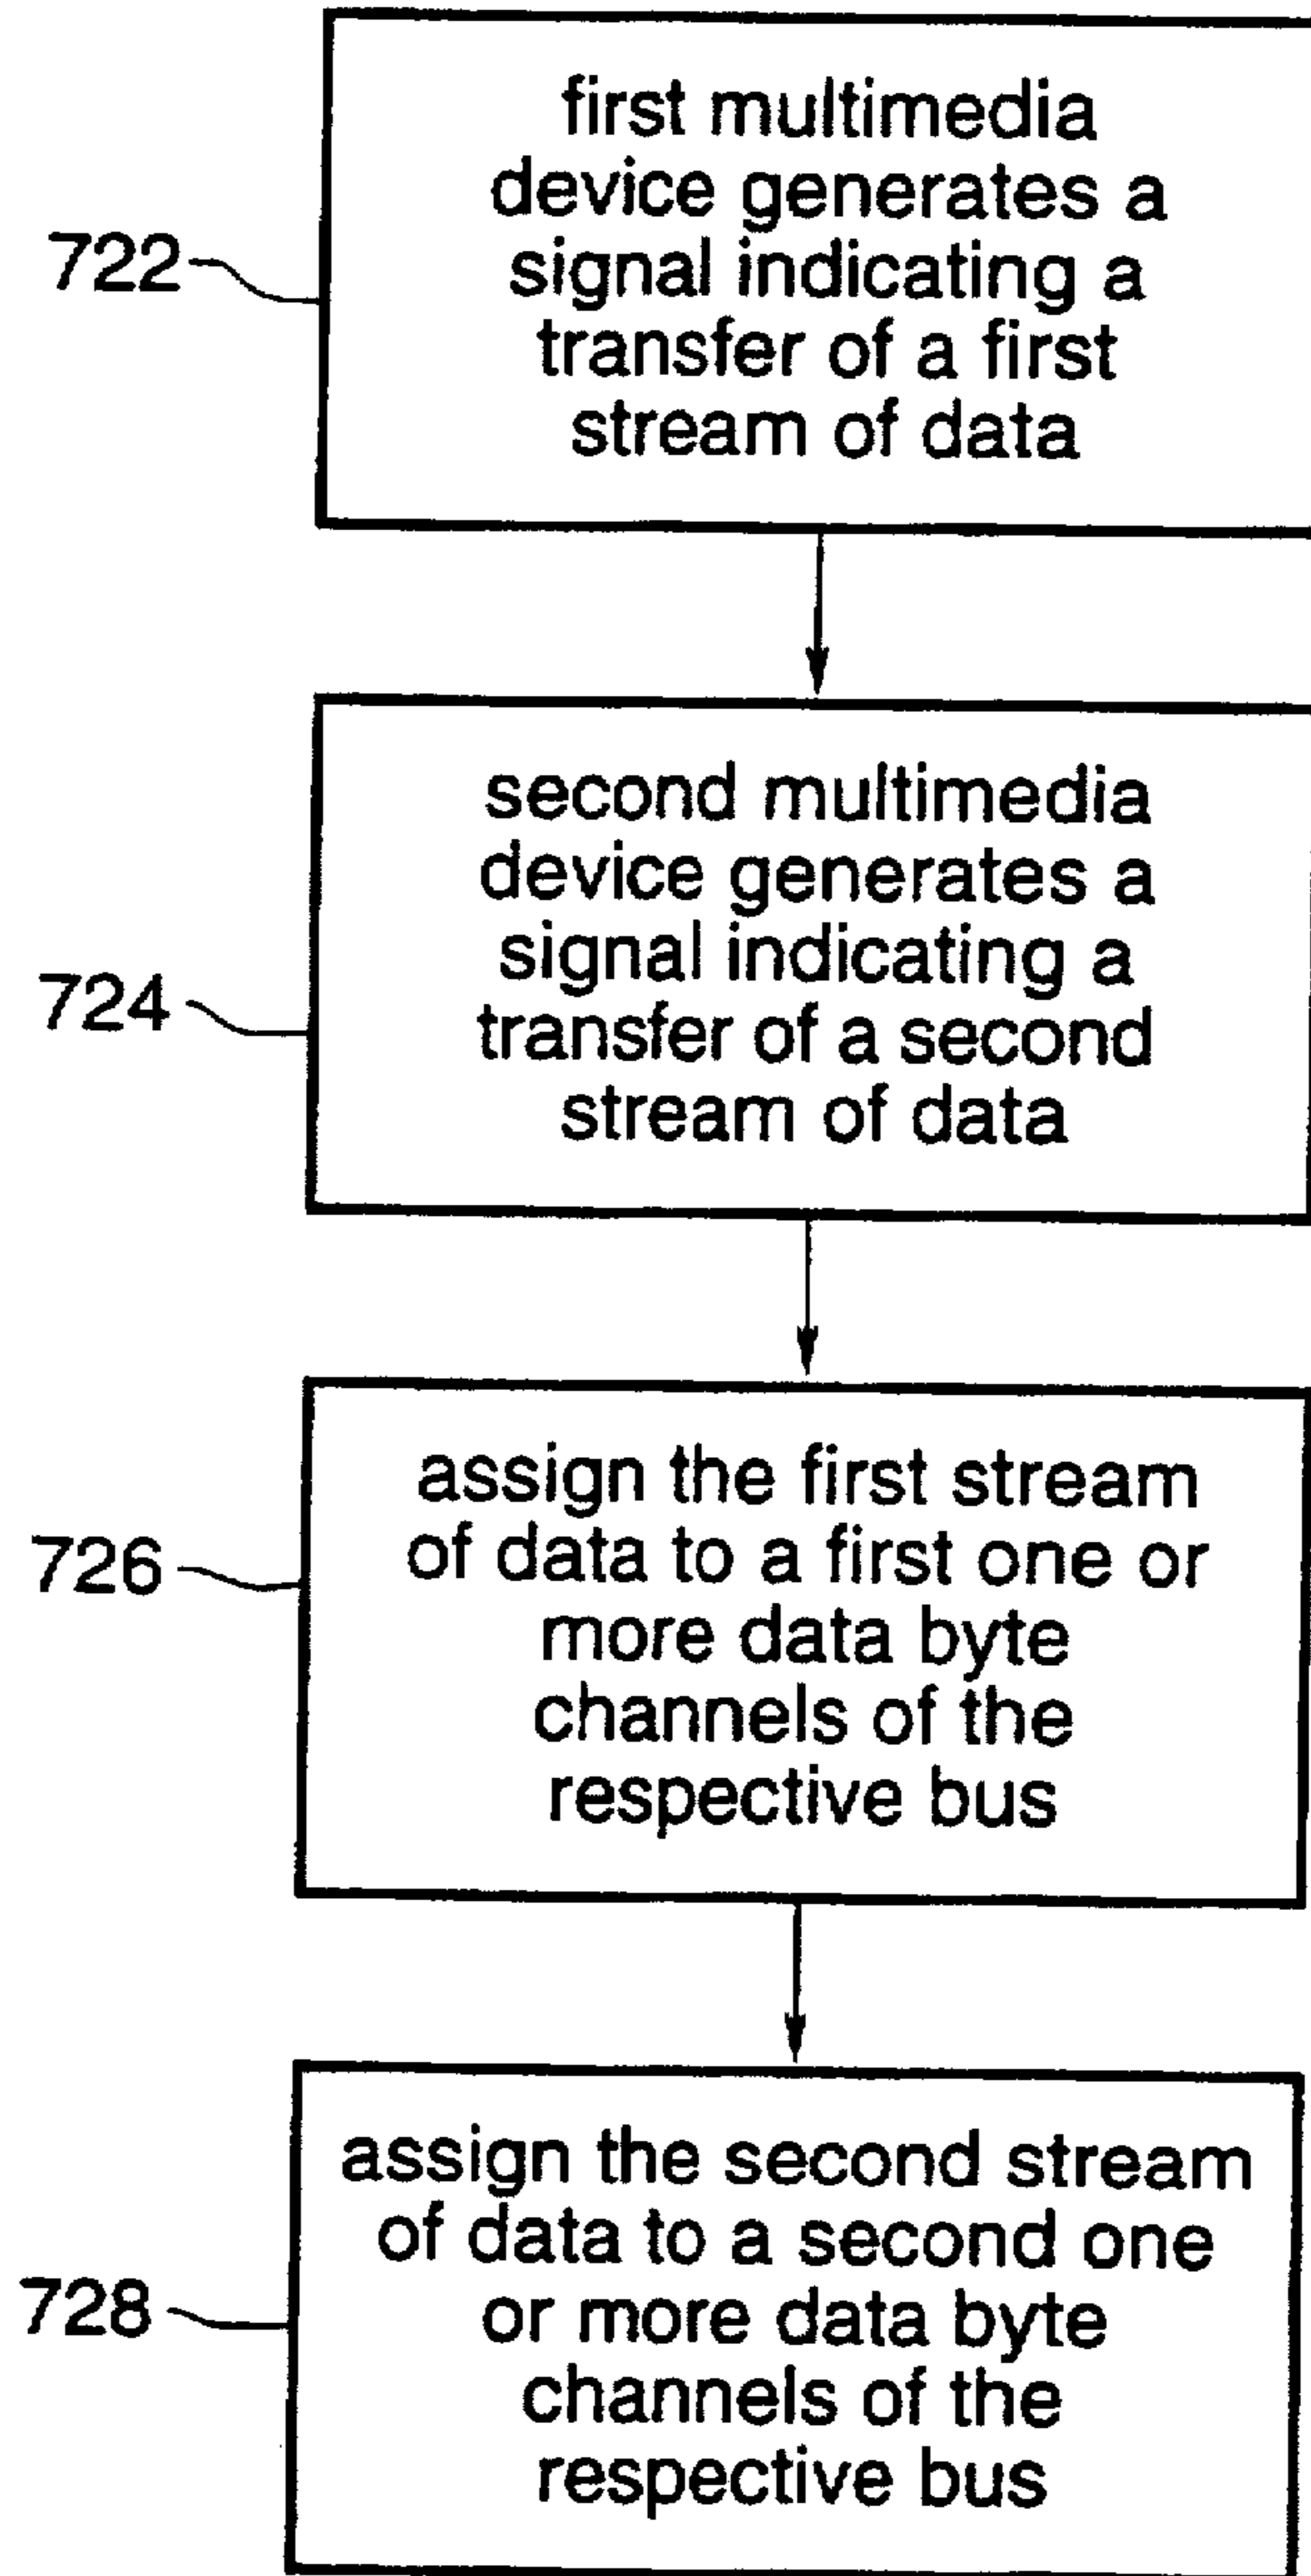 first multimedia
device generates a
signal indicating a
transfer of a first
stream of data
722
second multimedia
device generates a
signal indicating a
transfer of a second
stream of data
724
assign the first stream
of data to a first one or
more data byte
channels of the
respective bus
726
assign the second stream
of data to a second one
or more data byte
channels of the
respective bus
728